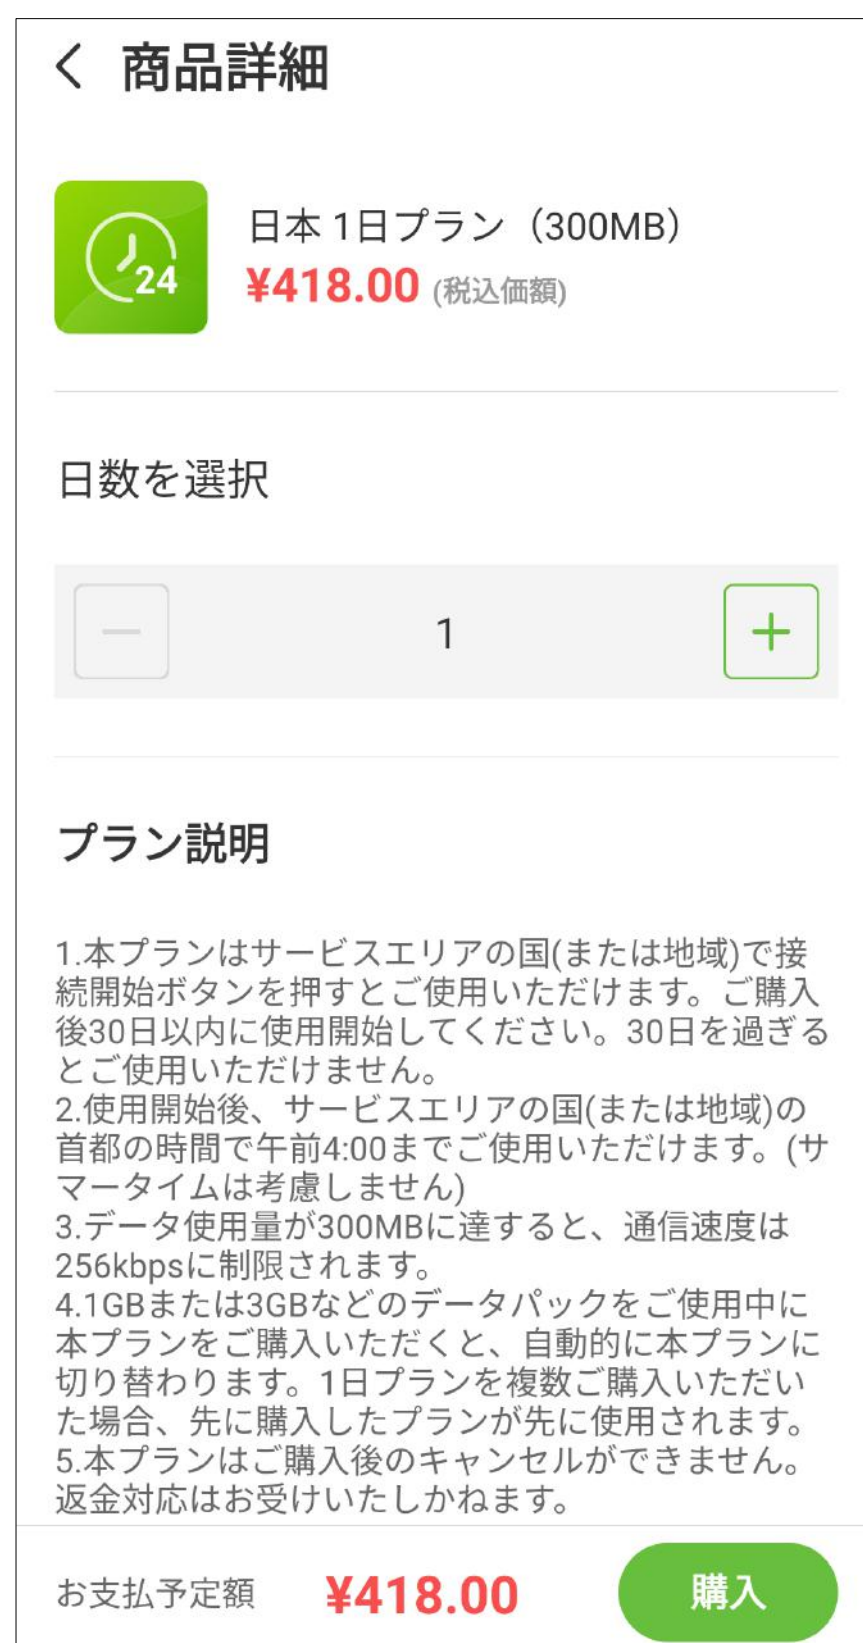 商品詳細
24
日本 1日プラン（300MB）
¥418.00 (税込価額)
日数を選択
1
プラン説明
1.本プランはサービスエリアの国(または地域)で接
続開始ボタンを押すとご使用いただけます。ご購入
後30日以内に使用開始してください。30日を過ぎる
とご使用いただけません。
2.使用開始後、サービスエリアの国(または地域)の
首都の時間で午前4:00までご使用いただけます。(サ
マータイムは考慮しません)
3.データ使用量が300MBに達すると、通信速度は
256kbpsに制限されます。
4.1GBまたは3GBなどのデータパックをご使用中に
本プランをご購入いただくと、自動的に本プランに
切り替わります。1日プランを複数ご購入いただい
た場合、先に購入したプランが先に使用されます。
5.本プランはご購入後のキャンセルができません。
返金対応はお受けいたしかねます。
お支払予定額 ¥418.00 購入